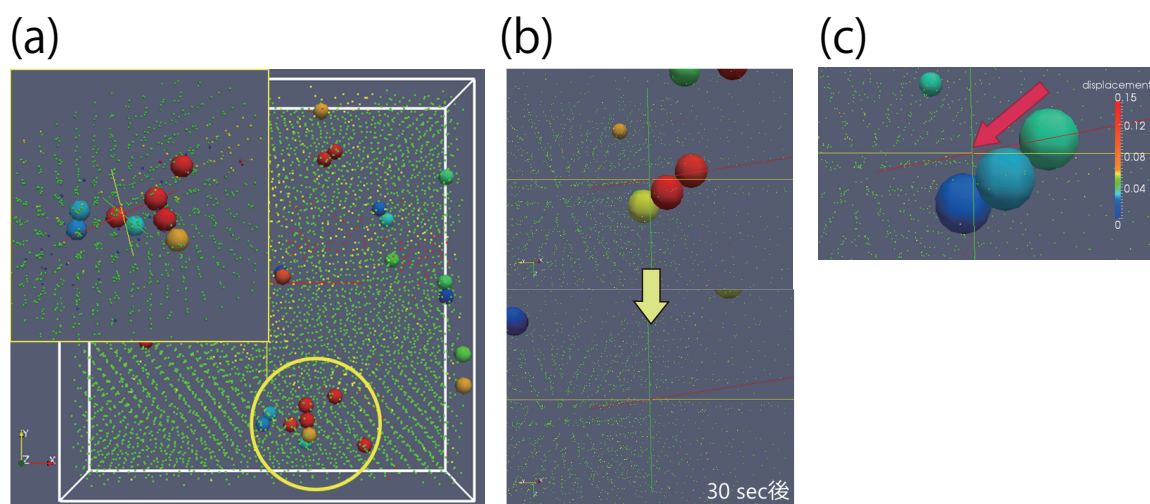 (a)
(b)
(c)
displacement
0.15
0.12
0.08
0.04
0
Y
Z
X
30 sec後